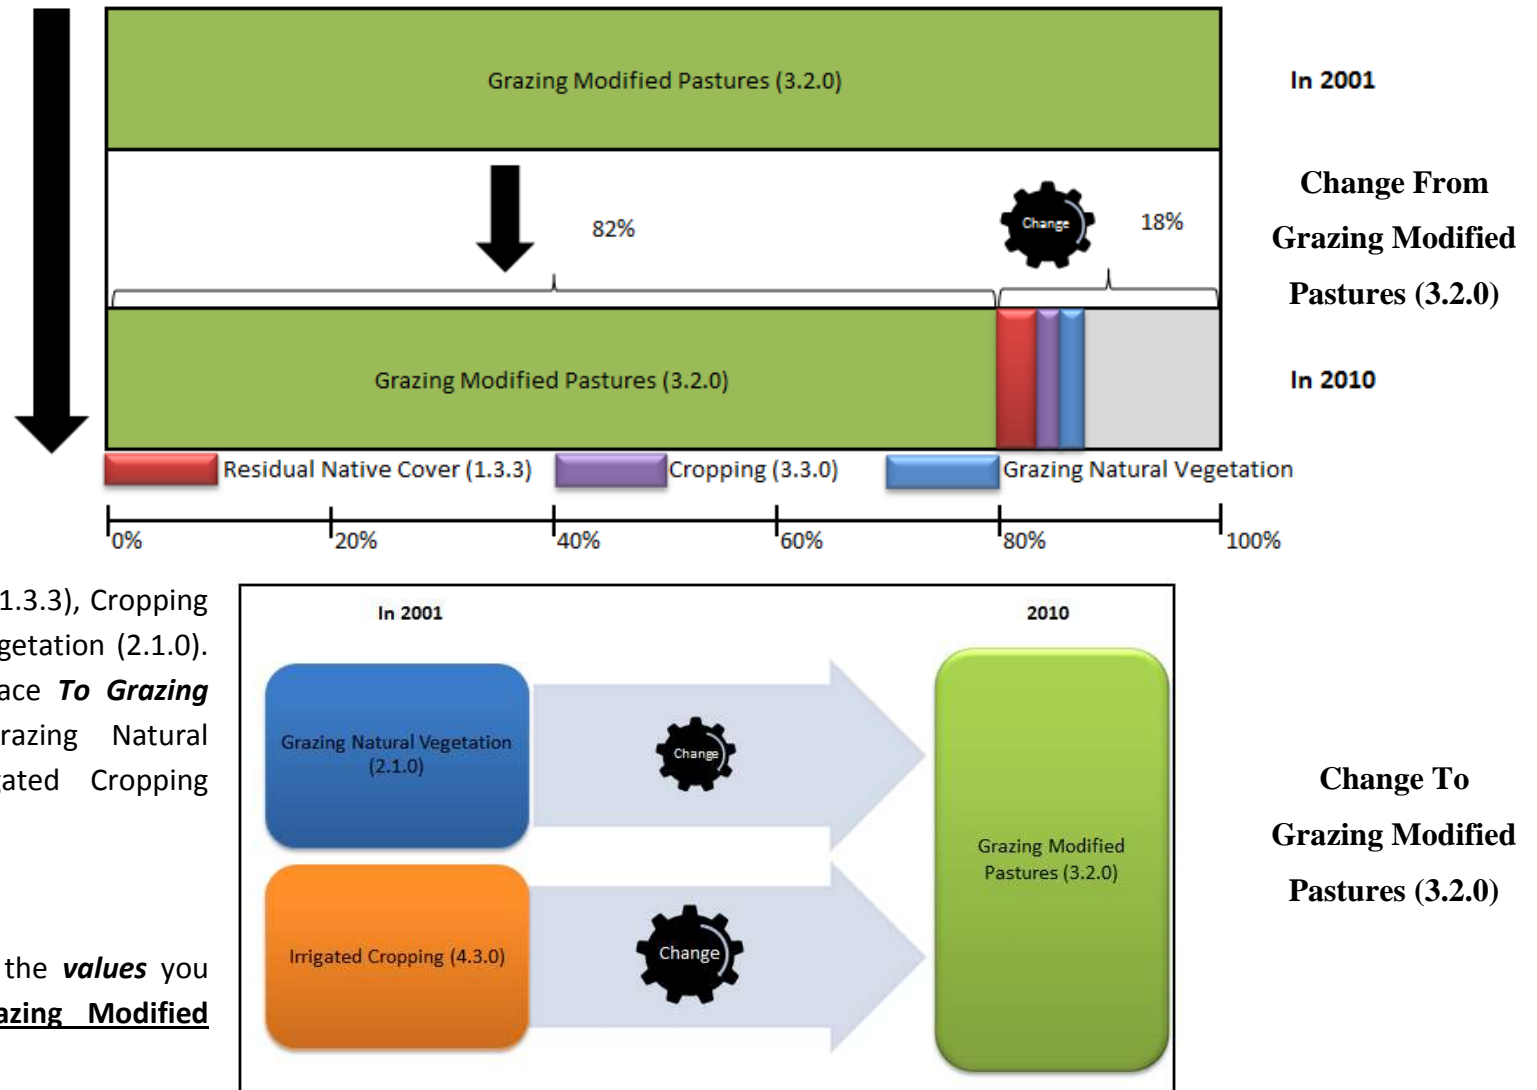 Grazing Modified Pastures (3.2.0)
In 2001
82%
Change
18%
Change From
Grazing Modified
Pastures (3.2.0)
Grazing Modified Pastures (3.2.0)
In 2010
Residual Native Cover (1.3.3)
Cropping (3.3.0)
Grazing Natural Vegetation
0%
20%
40%
60%
80%
100%
1.3.3), Cropping
getation (2.1.0).
ace To Grazing
razing Natural
gated Cropping
the values you
azing Modified
In 2001
2010
Grazing Natural Vegetation
(2.1.0)
Change
Irrigated Cropping (4.3.0)
Change
Grazing Modified
Pastures (3.2.0)
Change To
Grazing Modified
Pastures (3.2.0)